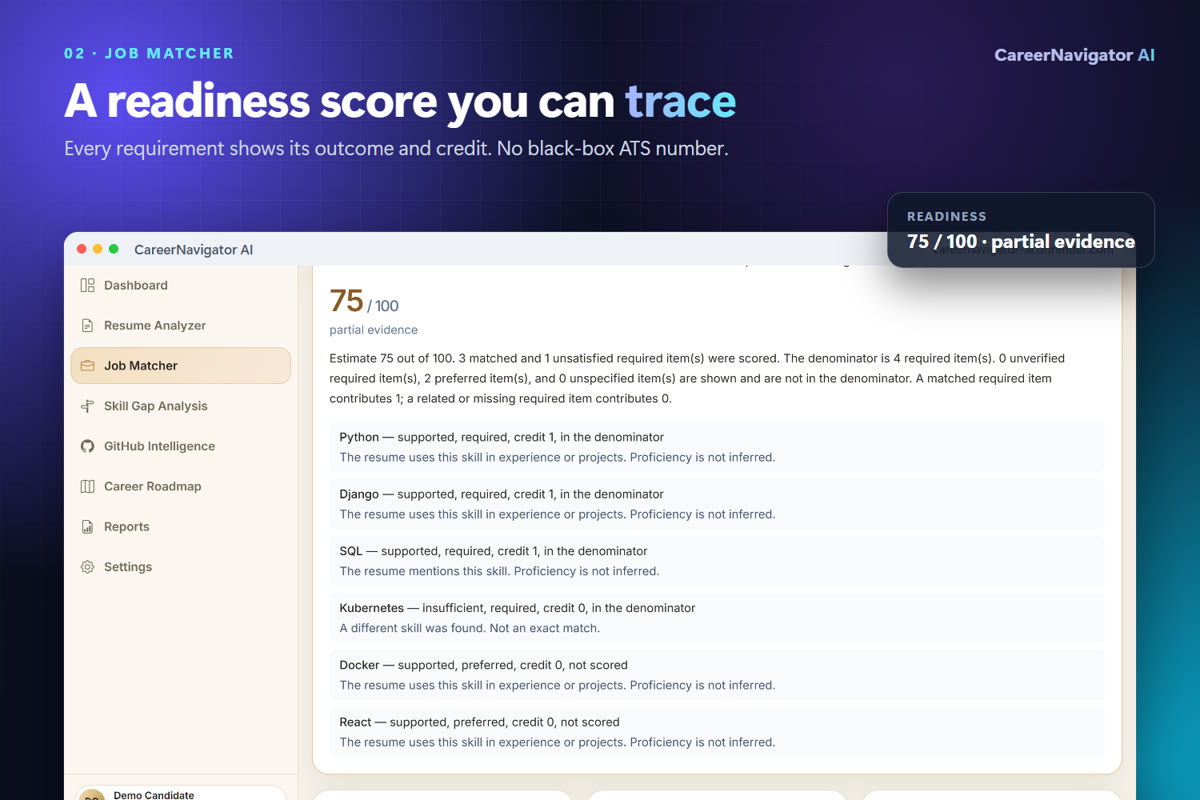 02 · JOB MATCHER
CareerNavigator AI
A readiness score you can trace
Every requirement shows its outcome and credit. No black-box ATS number.
READINESS
75 / 100 · partial evidence
CareerNavigator AI
Dashboard
Resume Analyzer
Job Matcher
Skill Gap Analysis
GitHub Intelligence
Career Roadmap
Reports
Settings
Demo Candidate
75 / 100
partial evidence
Estimate 75 out of 100. 3 matched and 1 unsatisfied required item(s) were scored. The denominator is 4 required item(s). 0 unverified
required item(s), 2 preferred item(s), and 0 unspecified item(s) are shown and are not in the denominator. A matched required item
contributes 1; a related or missing required item contributes 0.
Python — supported, required, credit 1, in the denominator
The resume uses this skill in experience or projects. Proficiency is not inferred.
Django — supported, required, credit 1, in the denominator
The resume uses this skill in experience or projects. Proficiency is not inferred.
SQL — supported, required, credit 1, in the denominator
The resume mentions this skill. Proficiency is not inferred.
Kubernetes — insufficient, required, credit 0, in the denominator
A different skill was found. Not an exact match.
Docker — supported, preferred, credit 0, not scored
The resume uses this skill in experience or projects. Proficiency is not inferred.
React — supported, preferred, credit 0, not scored
The resume uses this skill in experience or projects. Proficiency is not inferred.